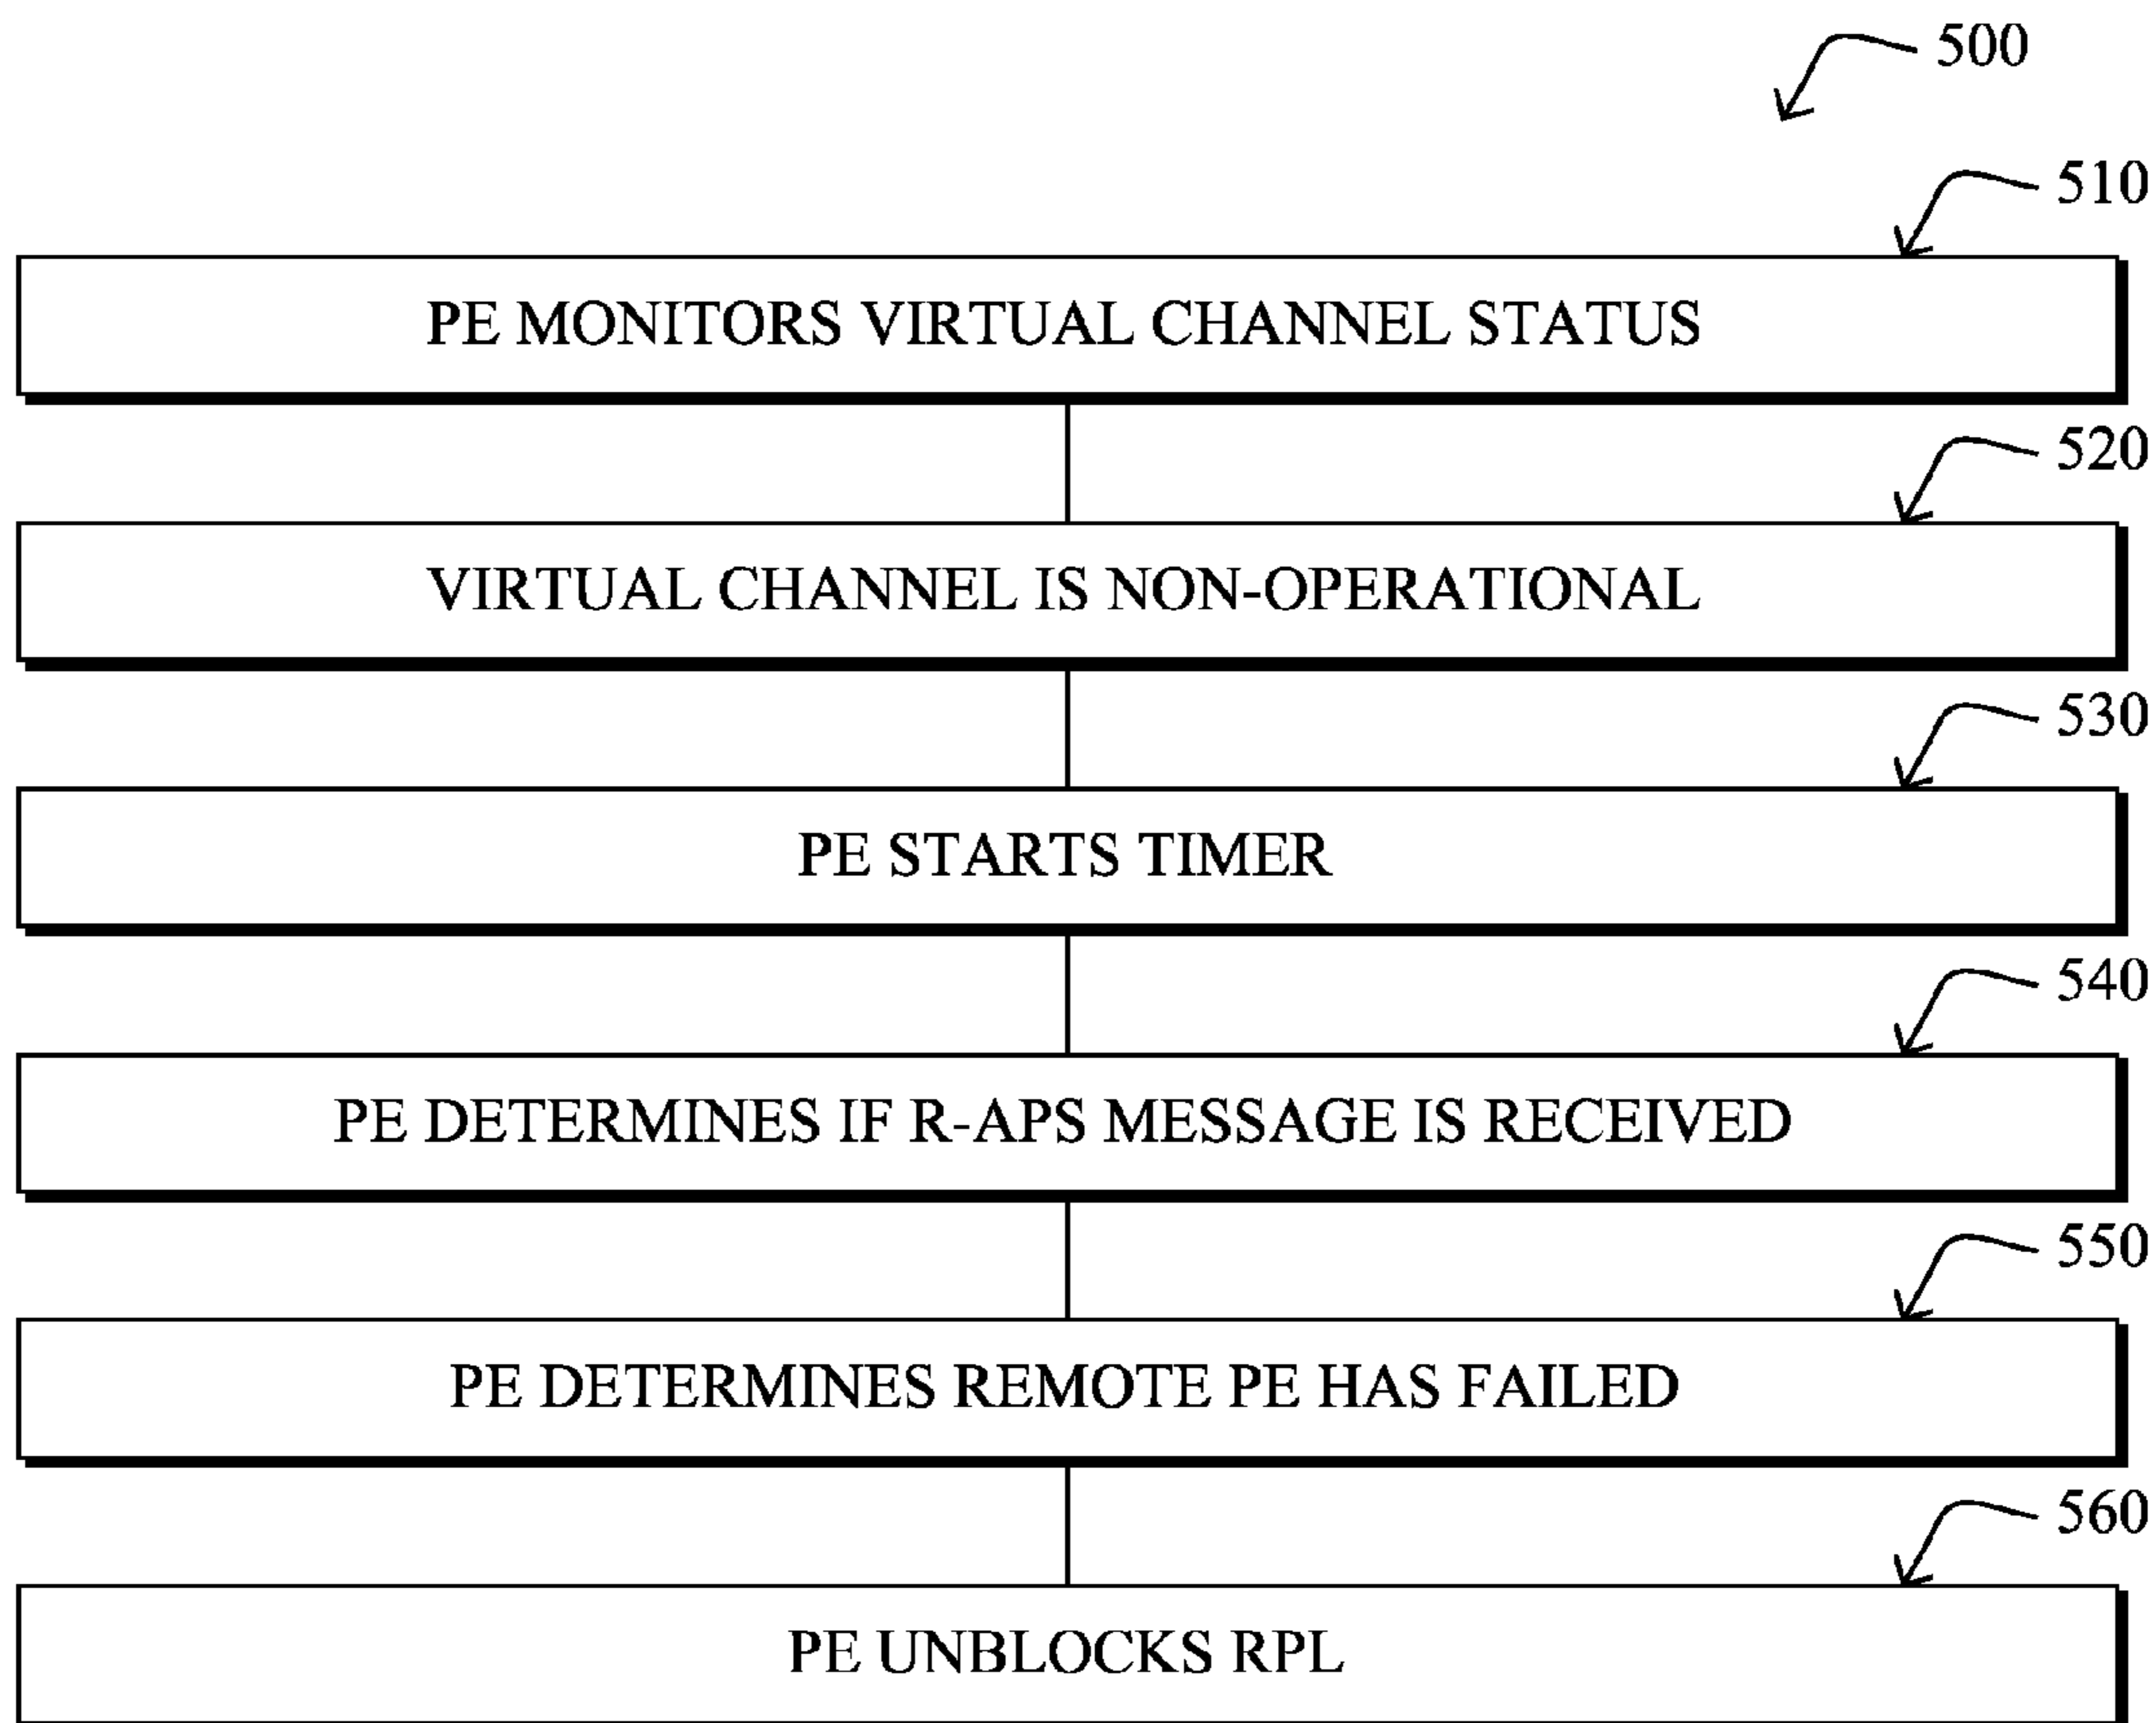 500
510
PE MONITORS VIRTUAL CHANNEL STATUS
520
VIRTUAL CHANNEL IS NON-OPERATIONAL
530
PE STARTS TIMER
540
PE DETERMINES IF R-APS MESSAGE IS RECEIVED
550
PE DETERMINES REMOTE PE HAS FAILED
560
PE UNBLOCKS RPL